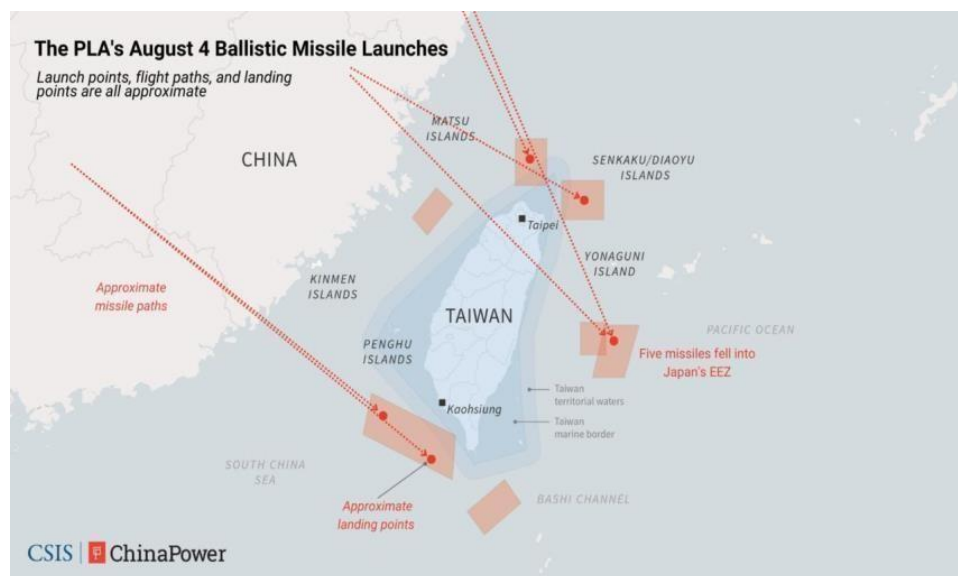 The PLA's August 4 Ballistic Missile Launches
Launch points, flight paths, and landing
points are all approximate
MATSU
ISLANDS
CHINA
SENKAKU/DIAOYU
ISLANDS
Taipei
YONAGUNI
ISLAND
KINMEN
ISLANDS
Approximate
missile paths
TAIWAN
PACIFIC OCEAN
PENGHU
ISLANDS
Five missiles fell into
Japan's EEZ
Taiwan
territorial waters
Kaohsiung
Taiwan
marine border
SOUTH CHINA
SEA
BASHI CHANNEL
Approximate
landing points
CSIS ChinaPower